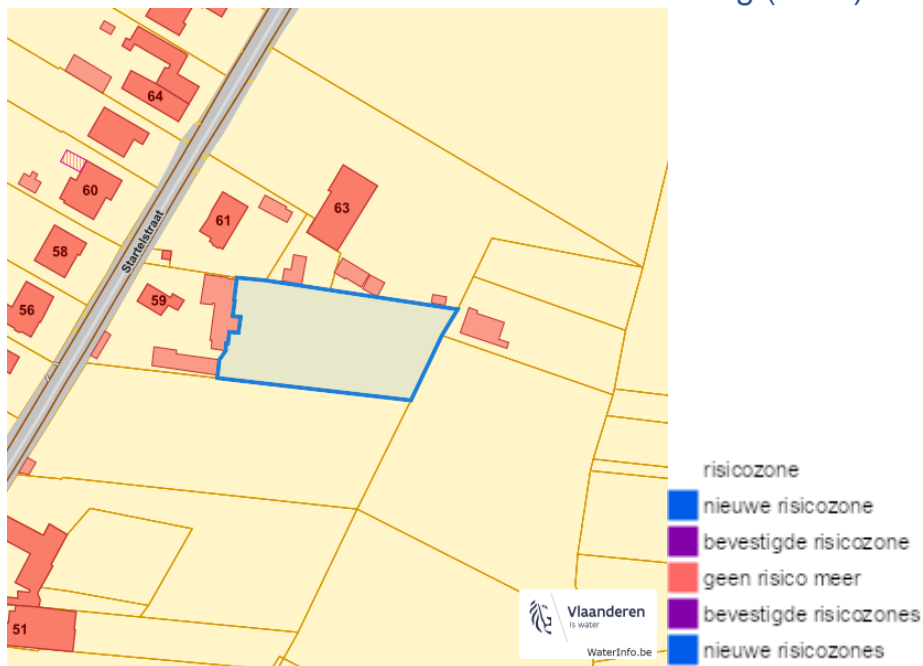 64
60
61
63
Startelstraat
58
59
56
51
Vlaanderen
is water
WaterInfo.be
risicozone
nieuwe risicozone
bevestigde risicozone
geen risico meer
bevestigde risicozones
nieuwe risicozones